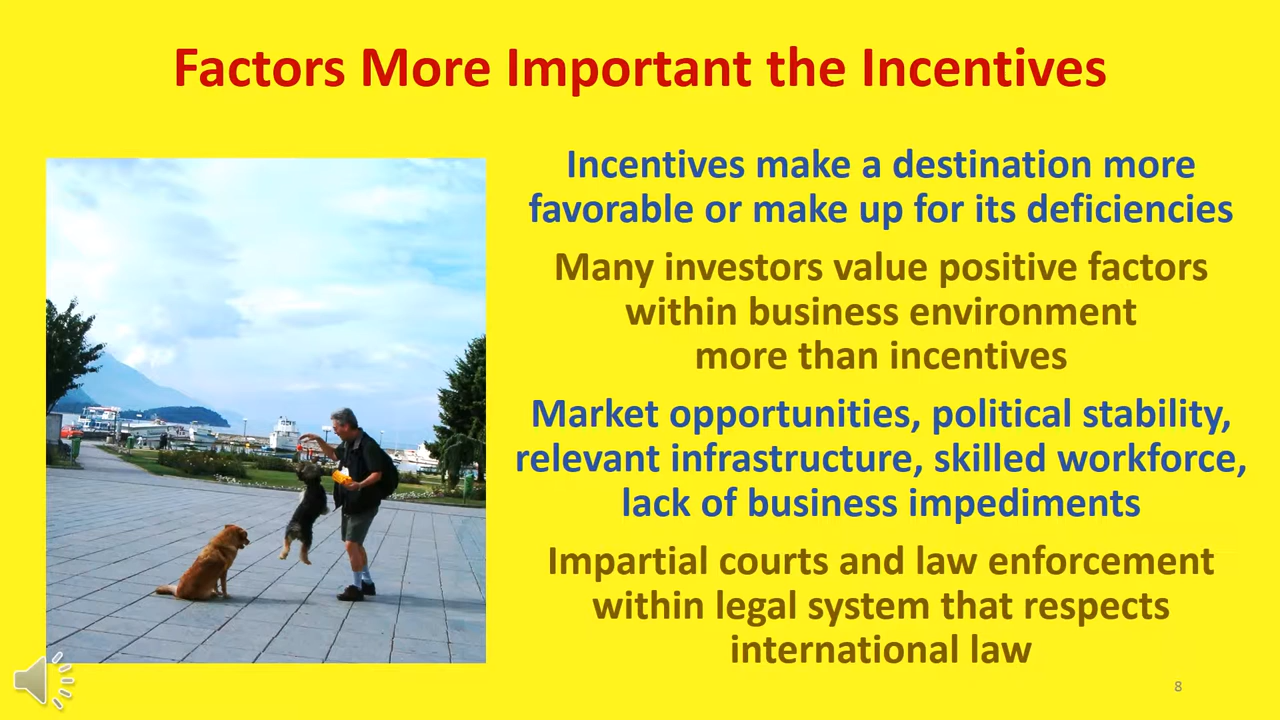 Factors More Important the Incentives
Incentives make a destination more
favorable or make up for its deficiencies
Many investors value positive factors
within business environment
more than incentives
Market opportunities, political stability,
relevant infrastructure, skilled workforce,
lack of business impediments
Impartial courts and law enforcement
within legal system that respects
international law
8